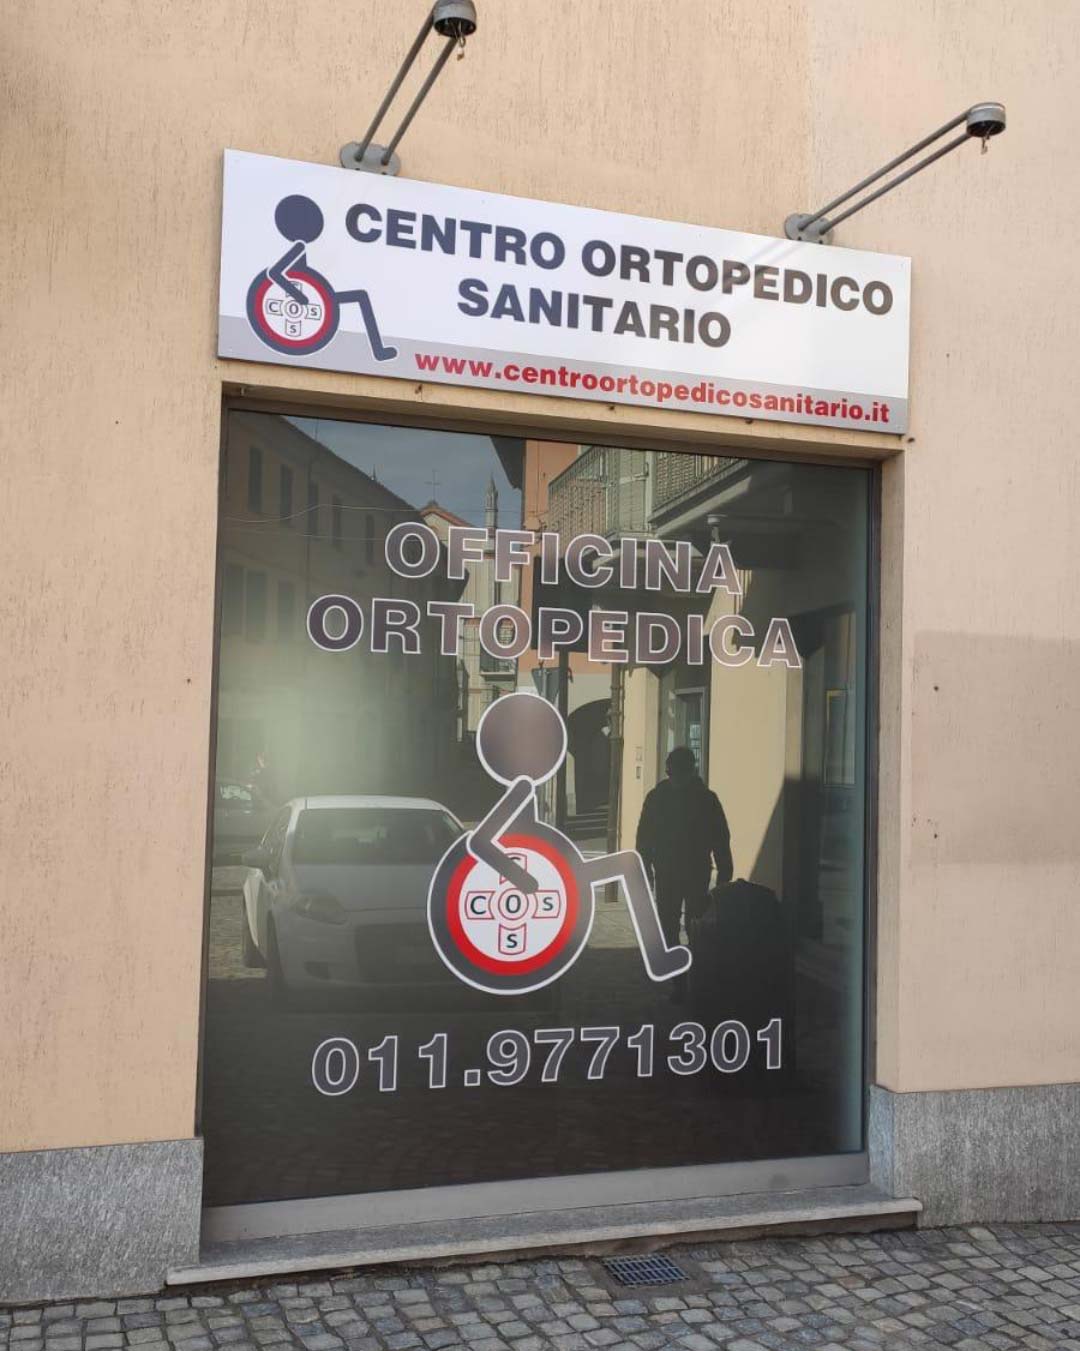 CENTRO ORTOPEDICO
SANITARIO
C
C O S
S
www.centroortopedicosanitario.it
OFFICINA
ORTOPEDICA
C
C O S
S
011.9771301